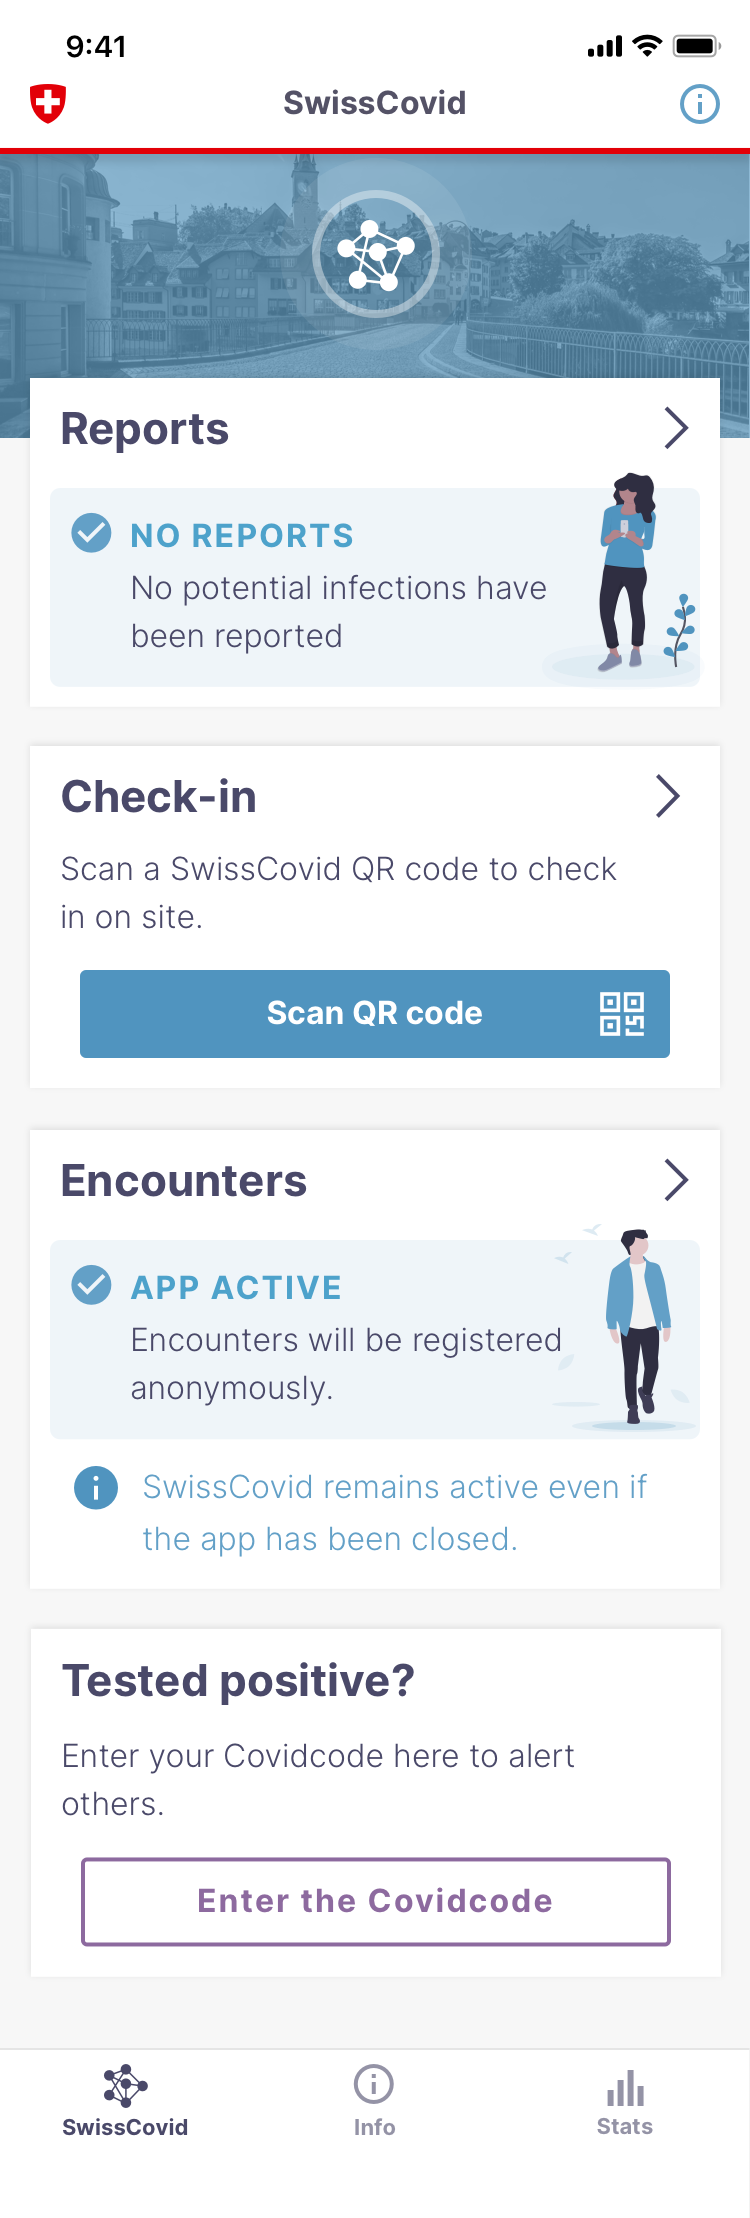 9:41
SwissCovid
Reports
NO REPORTS
No potential infections have
been reported
Check-in
Scan a SwissCovid QR code to check
in on site.
Scan QR code
Encounters
APP ACTIVE
Encounters will be registered
anonymously.
SwissCovid remains active even if
the app has been closed.
Tested positive?
Enter your Covidcode here to alert
others.
Enter the Covidcode
SwissCovid
Info
Stats